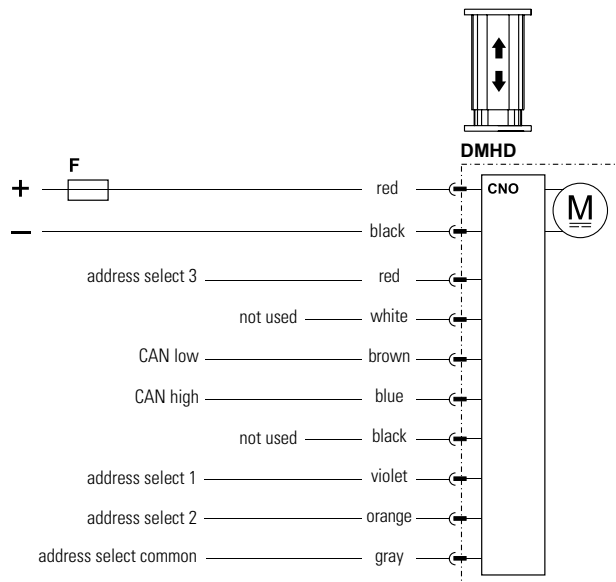 DMHD
F
+ red CNO
— black M
address select 3 red
not used white
CAN low brown
CAN high blue
not used black
address select 1 violet
address select 2 orange
address select common gray